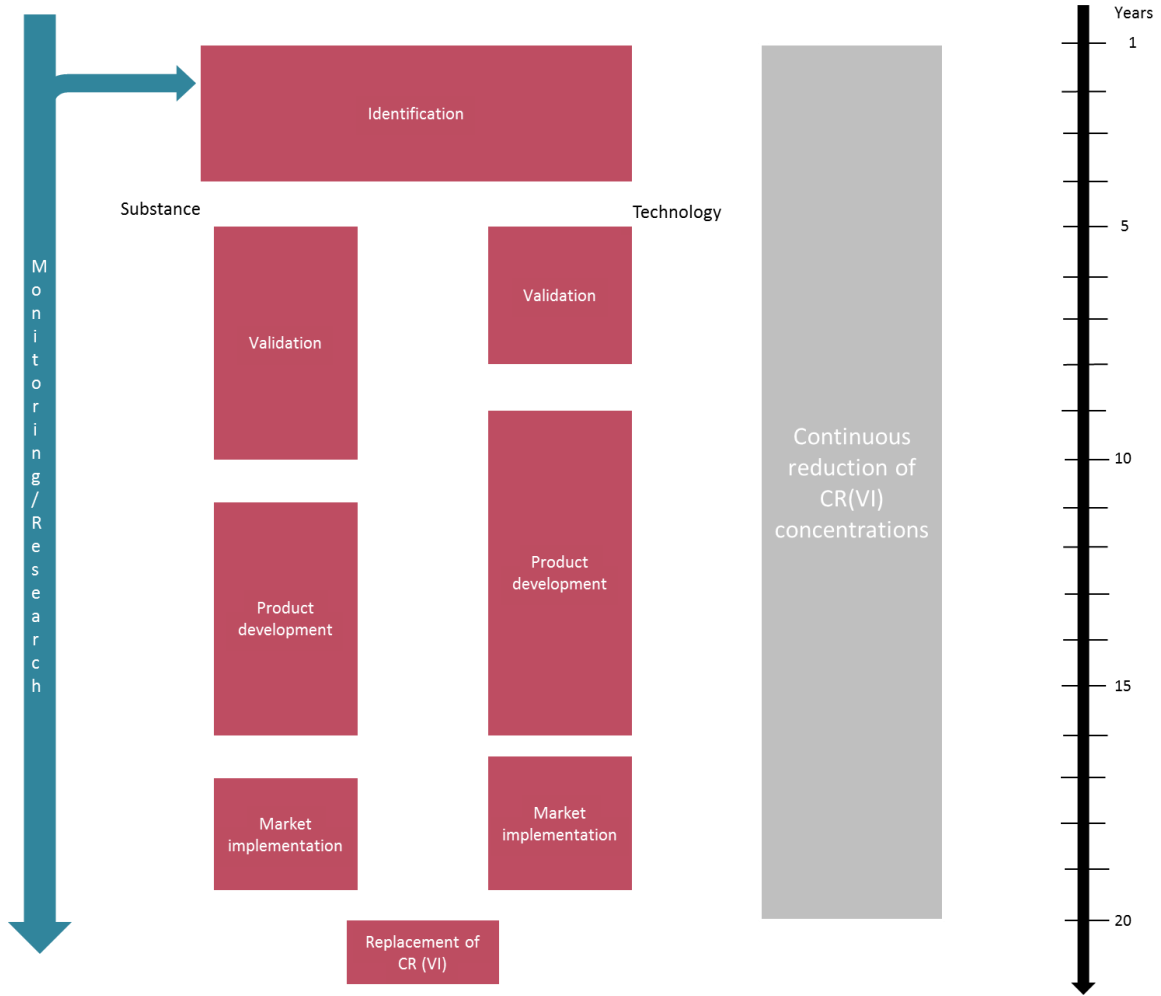 Years
1
Identification
Substance
Technology
5
Monitoring/Research
Validation
Validation
Continuous
reduction of
CR(VI)
concentrations
10
Product
development
Product
development
15
Market
implementation
Market
implementation
20
Replacement of
CR (VI)